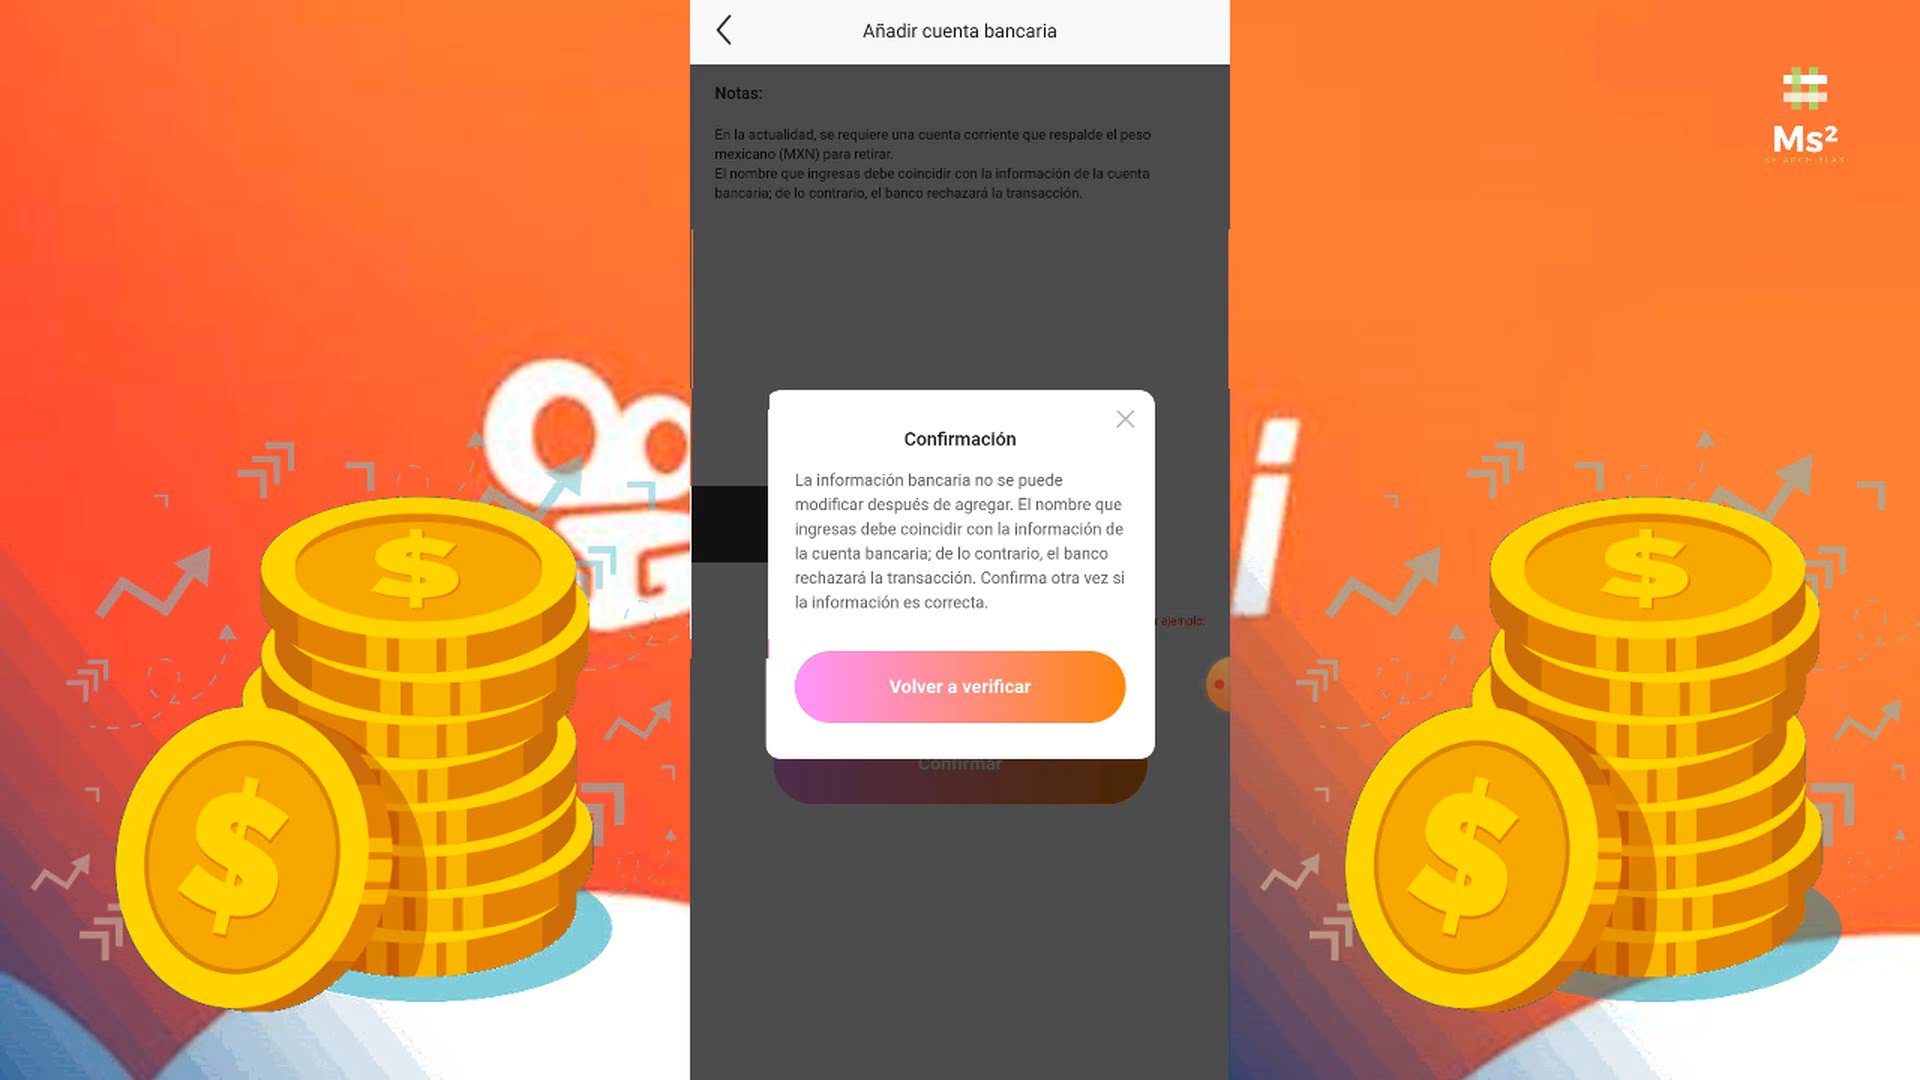 Añadir cuenta bancaria
Notas:
En la actualidad, se requiere una cuenta corriente que respalde el peso
mexicano (MXN) para retirar.
El nombre que ingresas debe coincidir con la información de la cuenta
bancaria; de lo contrario, el banco rechazará la transacción.
Ms²
Confirmación
La información bancaria no se puede
modificar después de agregar. El nombre que
ingresas debe coincidir con la información de
la cuenta bancaria; de lo contrario, el banco
rechazará la transacción. Confirma otra vez si
la información es correcta.
ejemplo:
Volver a verificar
Confirmar
i
$
$
$
$